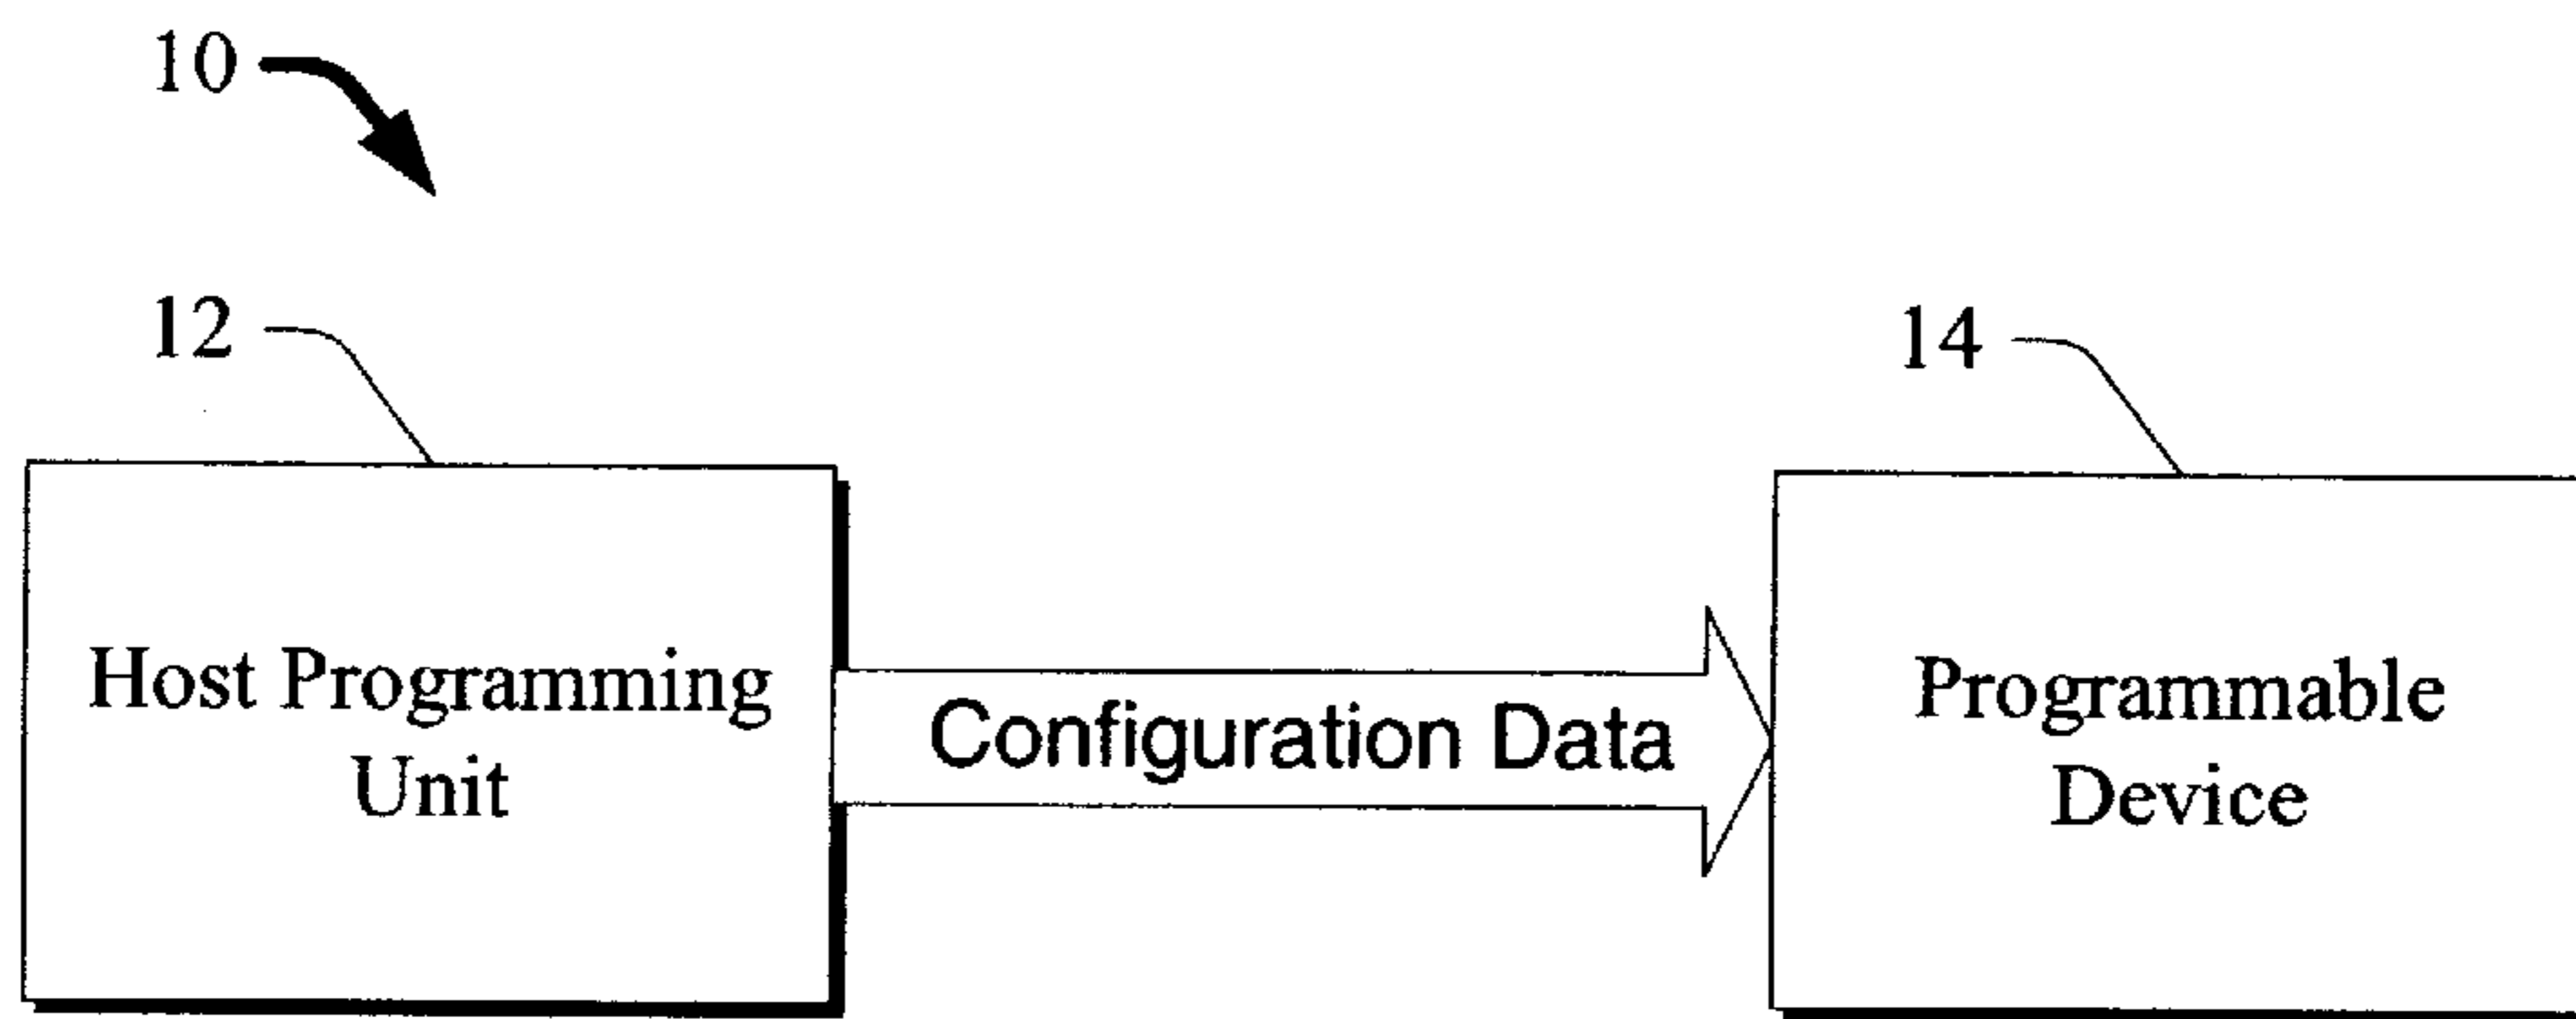 10
12
14
Host Programming
Unit
Configuration Data
Programmable
Device